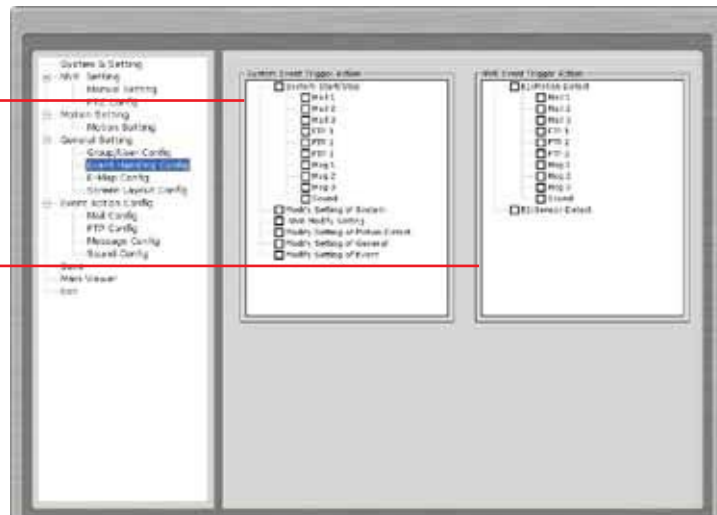 System & Setting
NVR Setting
Manual Setting
PTZ Config
Motion Setting
Motion Setting
General Setting
Group/User Config
Event Handling Config
E-Map Config
Screen Layout Config
Event Action Config
Mail Config
FTP Config
Message Config
Sound Config
Save
Main Viewer
Exit
System Event Trigger Action
System Start/Stop
Mail 1
Mail 2
Mail 3
FTP 1
FTP 2
FTP 3
Msg 1
Msg 2
Msg 3
Sound
Modify Setting of System
NVR Modify Setting
Modify Setting of Motion Detect
Modify Setting of General
Modify Setting of Event
NVR Event Trigger Action
Motion Detect
Mail 1
Mail 2
Mail 3
FTP 1
FTP 2
FTP 3
Msg 1
Msg 2
Msg 3
Sound
Sensor Detect